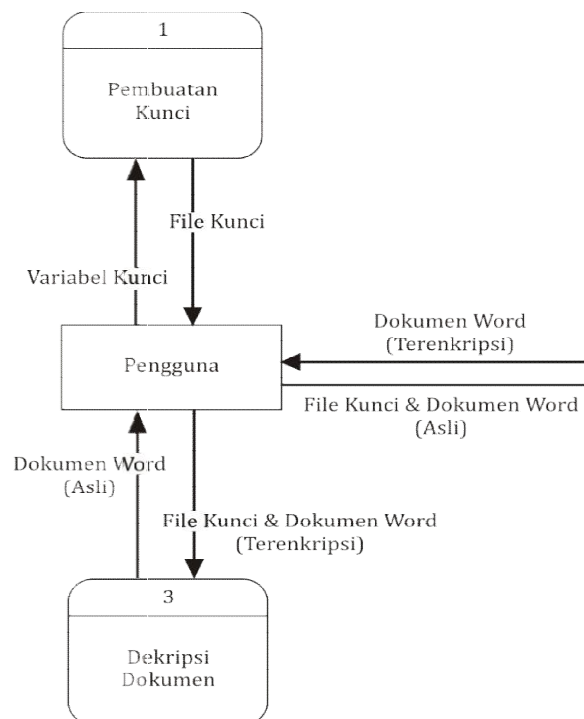 1
Pembuatan
Kunci
File Kunci
Variabel Kunci
Dokumen Word
(Terenkripsi)
Pengguna
File Kunci & Dokumen Word
(Asli)
Dokumen Word
(Asli)
File Kunci & Dokumen Word
(Terenkripsi)
3
Dekripsi
Dokumen